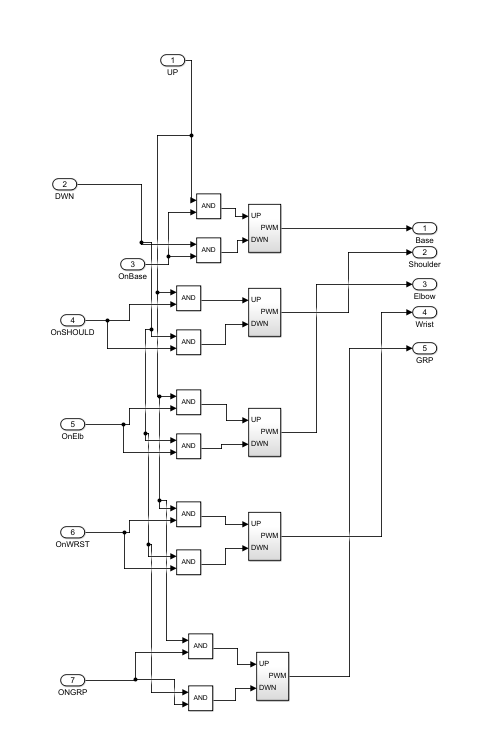 1
UP
2
DWN
AND
UP
PWM
DWN
1
Base
AND
3
OnBase
2
Shoulder
AND
UP
PWM
DWN
3
Elbow
4
OnSHOULD
AND
4
Wrist
5
GRP
AND
UP
PWM
DWN
5
OnElb
AND
AND
UP
PWM
DWN
6
OnWRST
AND
AND
UP
PWM
DWN
7
ONGRP
AND